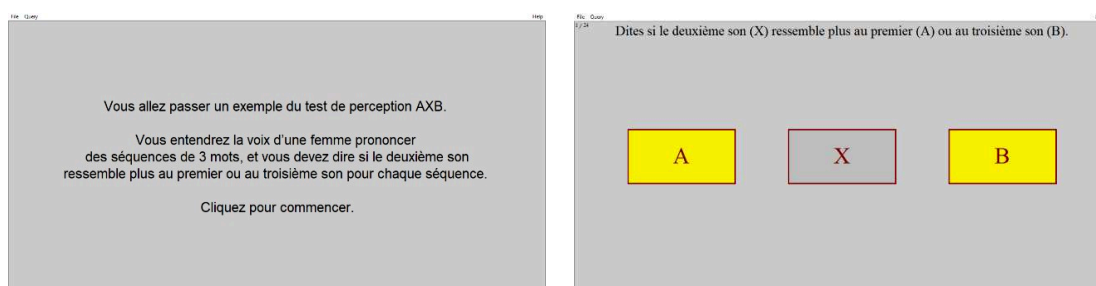 File Query Help
Vous allez passer un exemple du test de perception AXB.
Vous entendrez la voix d'une femme prononcer
des séquences de 3 mots, et vous devez dire si le deuxième son
ressemble plus au premier ou au troisième son pour chaque séquence.
Cliquez pour commencer.
File Query
Dites si le deuxième son (X) ressemble plus au premier (A) ou au troisième son (B).
A X B